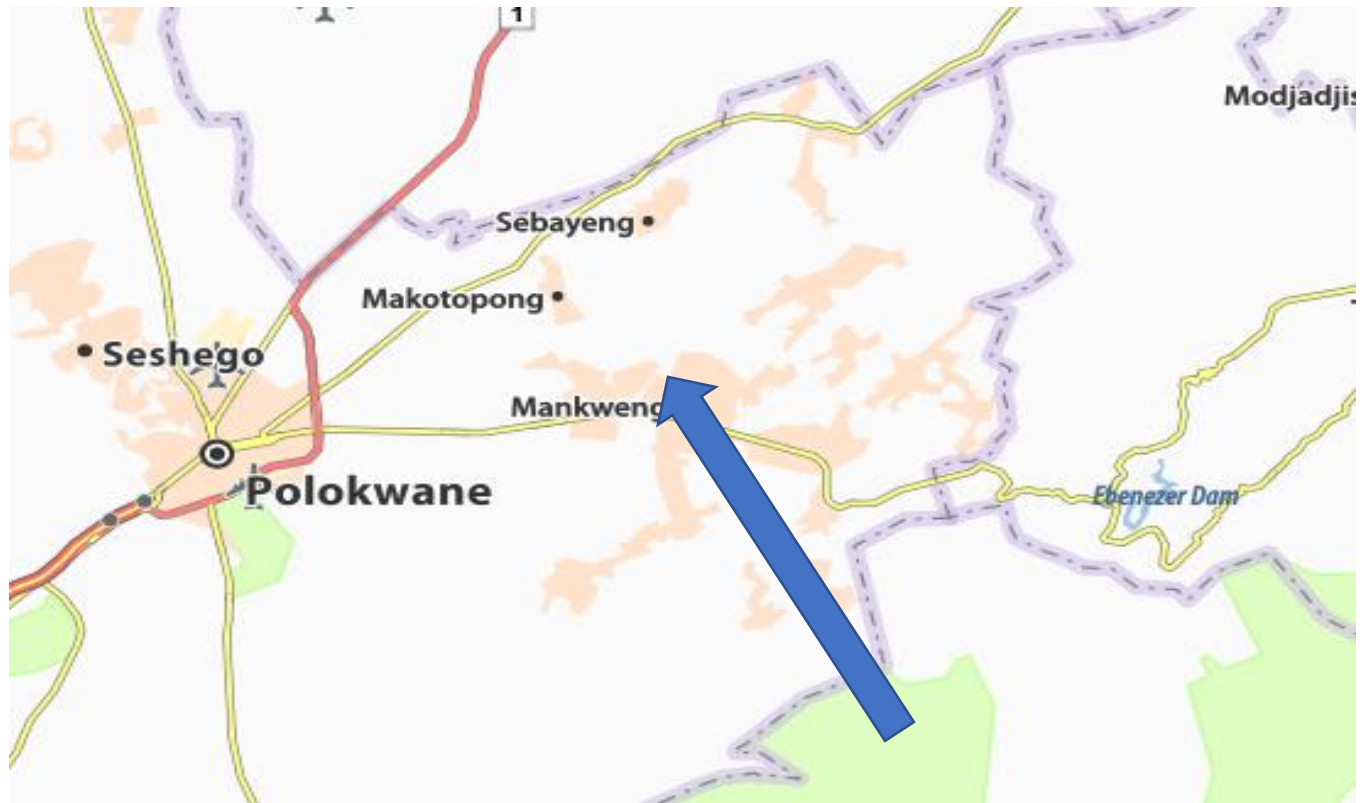 1
Modjadjis
Sebayeng
Makotopong
Seshego
Mankweng
Polokwane
Ebenezer Dam